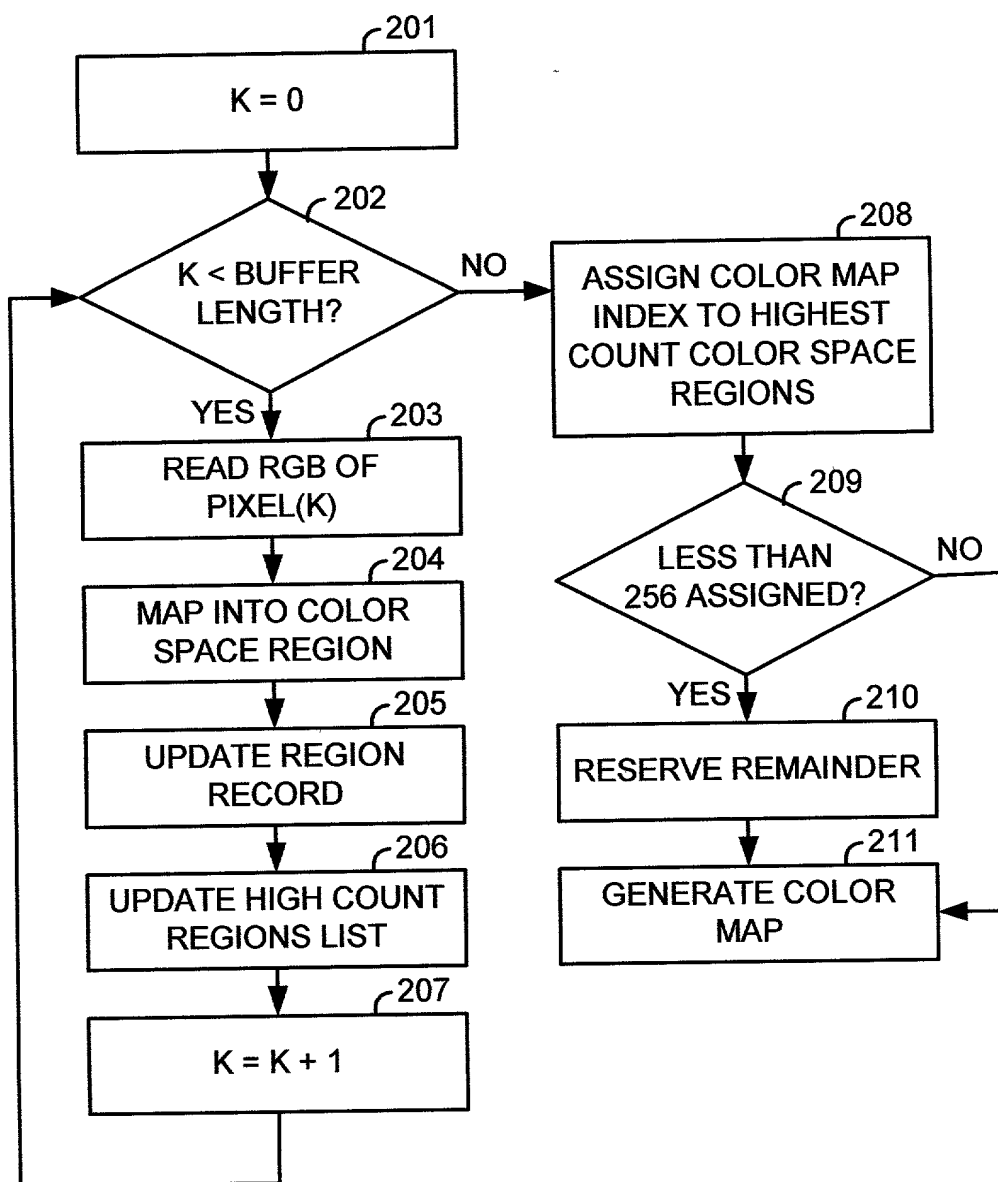 201
K = 0
202
K < BUFFER
LENGTH?
NO
YES
203
READ RGB OF
PIXEL(K)
204
MAP INTO COLOR
SPACE REGION
205
UPDATE REGION
RECORD
206
UPDATE HIGH COUNT
REGIONS LIST
207
K = K + 1
208
ASSIGN COLOR MAP
INDEX TO HIGHEST
COUNT COLOR SPACE
REGIONS
209
LESS THAN
256 ASSIGNED?
NO
YES
210
RESERVE REMAINDER
211
GENERATE COLOR
MAP